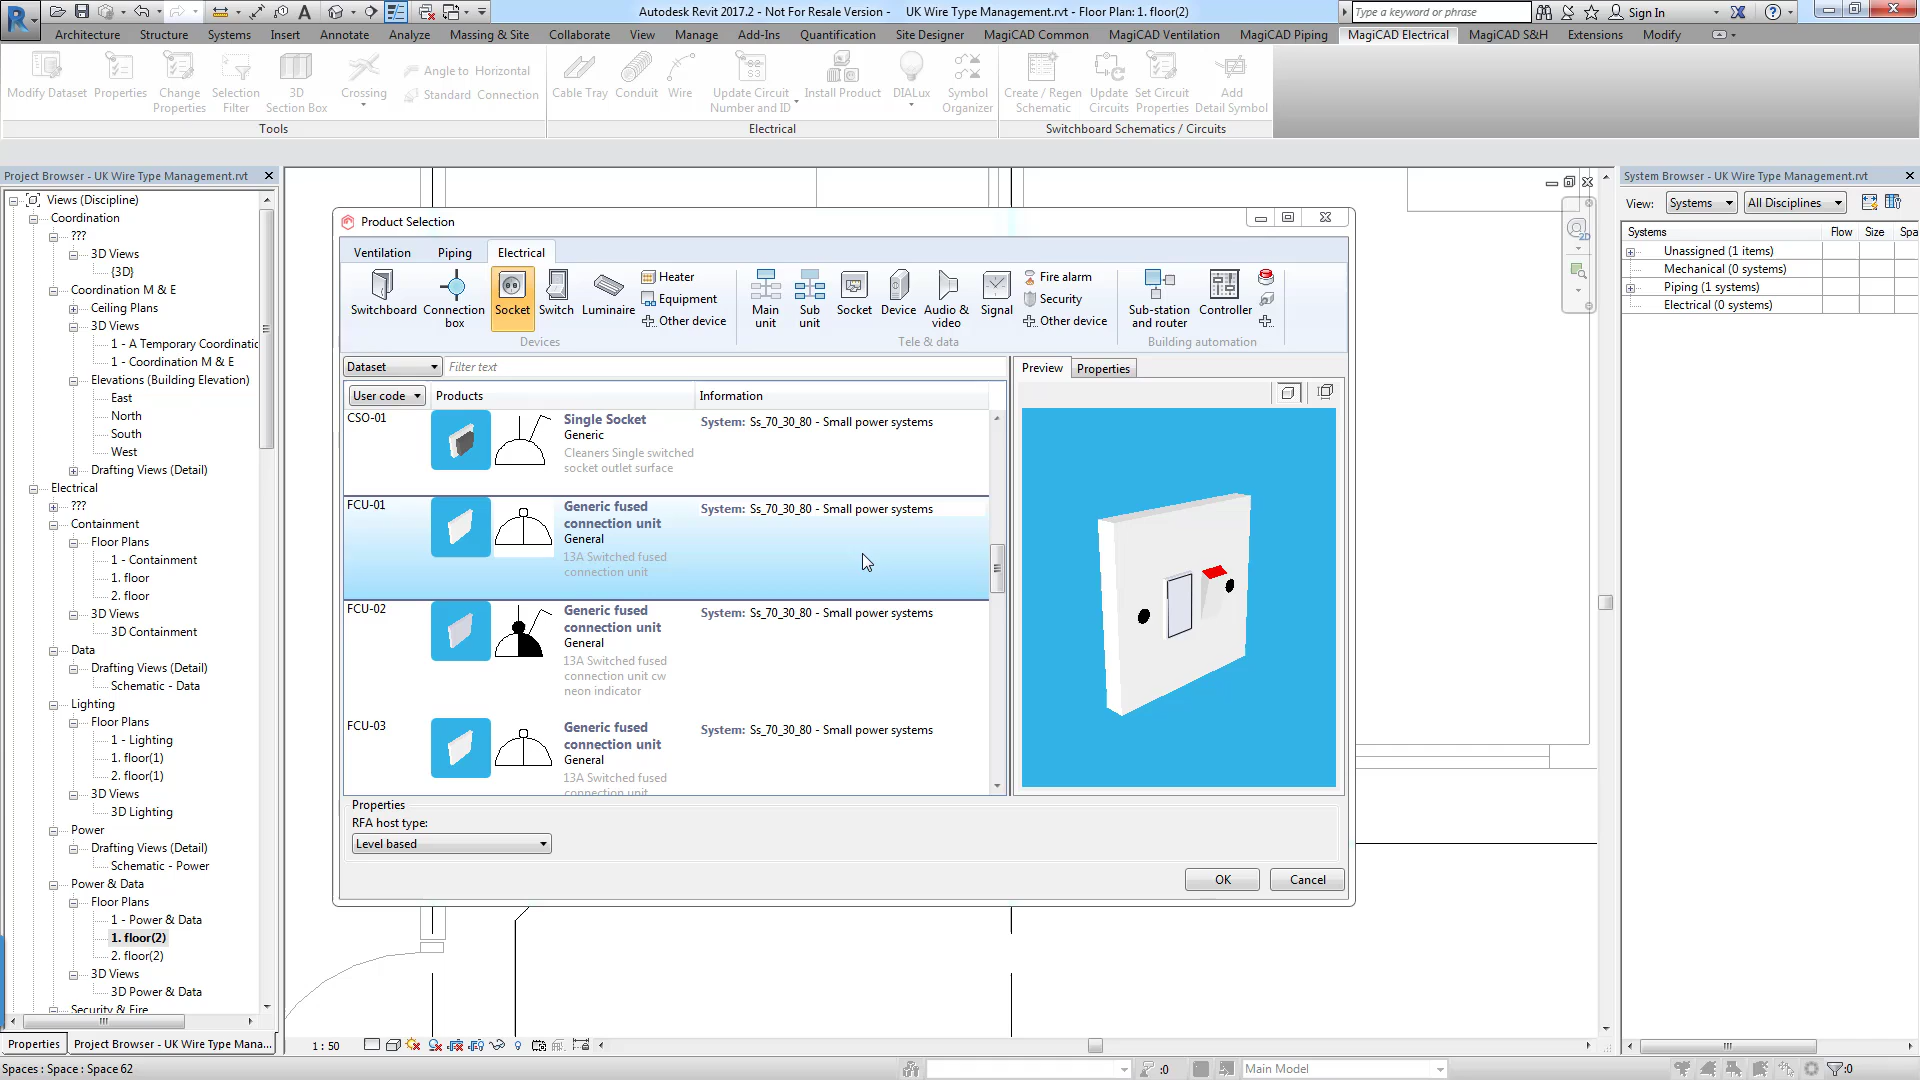 Autodesk Revit 2017.2 - Not For Resale Version - UK Wire Type Management.rvt - Floor Plan: 1. floor(2)
Type a keyword or phrase
Sign In
Architecture Structure Systems Insert Annotate Analyze Massing & Site Collaborate View Manage Add-Ins Quantification Site Designer MagiCAD Common MagiCAD Ventilation MagiCAD Piping MagiCAD Electrical MagiCAD S&H Extensions Modify
Modify Dataset
Properties
Change Properties
Selection Filter
3D Section Box
Crossing
Angle to Horizontal
Standard Connection
Cable Tray
Conduit
Wire
Update Circuit Number and ID
Install Product
DIALux
Symbol Organizer
Create / Regen Schematic
Update Circuits
Set Circuit Properties
Add Detail Symbol
Tools
Electrical
Switchboard Schematics / Circuits
Project Browser - UK Wire Type Management.rvt
Views (Discipline)
Coordination
???
3D Views
{3D}
Coordination M & E
Ceiling Plans
3D Views
1 - A Temporary Coordinatic
1 - Coordination M & E
Elevations (Building Elevation)
East
North
South
West
Drafting Views (Detail)
Electrical
???
Containment
Floor Plans
1 - Containment
1. floor
2. floor
3D Views
3D Containment
Data
Drafting Views (Detail)
Schematic - Data
Lighting
Floor Plans
1 - Lighting
1. floor(1)
2. floor(1)
3D Views
3D Lighting
Power
Drafting Views (Detail)
Schematic - Power
Power & Data
Floor Plans
1 - Power & Data
1. floor(2)
2. floor(2)
3D Views
3D Power & Data
Security & Fire
Properties
Project Browser - UK Wire Type Mana...
Product Selection
Ventilation Piping Electrical
Switchboard
Connection box
Socket
Switch
Luminaire
Heater
Equipment
Other device
Devices
Main unit
Sub unit
Socket
Device
Audio & video
Signal
Fire alarm
Security
Other device
Tele & data
Sub-station and router
Controller
Building automation
Dataset
Filter text
User code Products Information
CSO-01
Single Socket
Generic
Cleaners Single switched
socket outlet surface
System: Ss_70_30_80 - Small power systems
FCU-01
Generic fused
connection unit
General
13A Switched fused
connection unit
System: Ss_70_30_80 - Small power systems
FCU-02
Generic fused
connection unit
General
13A Switched fused
connection unit cw
neon indicator
System: Ss_70_30_80 - Small power systems
FCU-03
Generic fused
connection unit
General
13A Switched fused
connection unit
System: Ss_70_30_80 - Small power systems
Preview Properties
2D
Properties
RFA host type:
Level based
OK
Cancel
System Browser - UK Wire Type Management.rvt
View: Systems All Disciplines
Systems Flow Size Spa
Unassigned (1 items)
Mechanical (0 systems)
Piping (1 systems)
Electrical (0 systems)
1 : 50
Spaces : Space : Space 62
:0
Main Model
:0